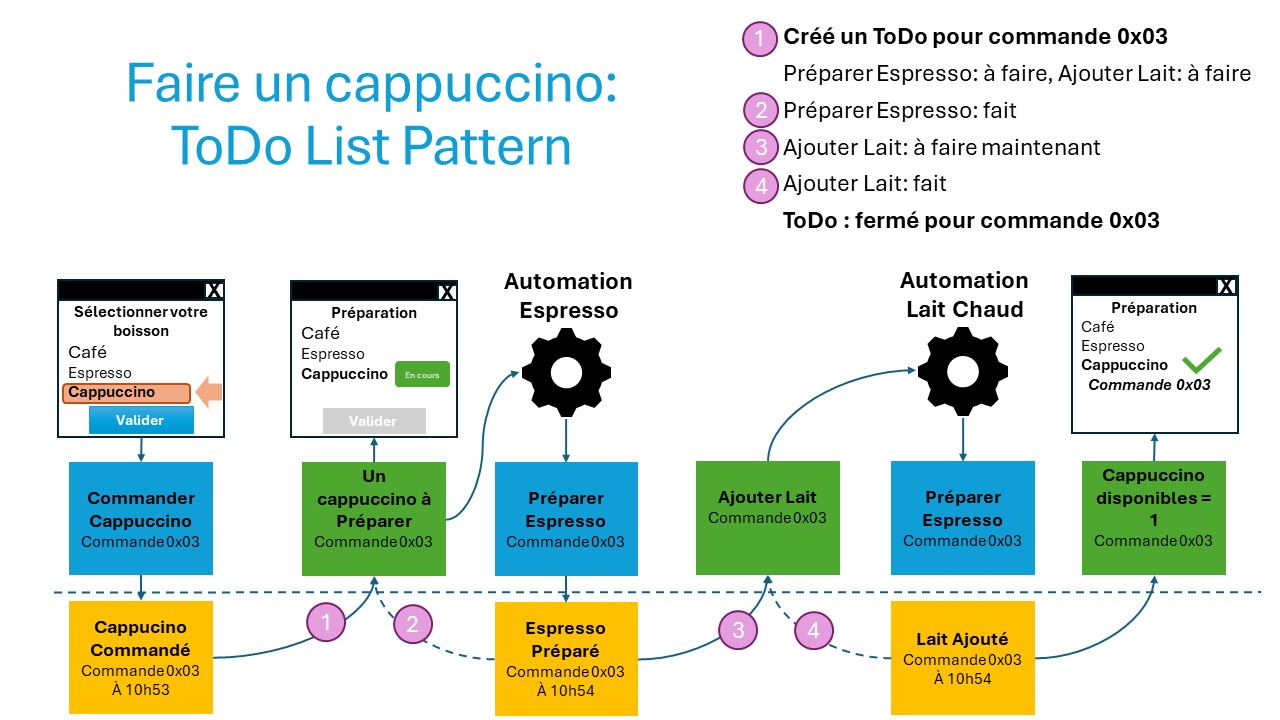 Faire un cappuccino:
ToDo List Pattern
1 Créé un ToDo pour commande 0x03
Préparer Espresso: à faire, Ajouter Lait: à faire
2 Préparer Espresso: fait
3 Ajouter Lait: à faire maintenant
4 Ajouter Lait: fait
ToDo : fermé pour commande 0x03
X
Sélectionner votre
boisson
Café
Espresso
Cappuccino
Valider
X
Préparation
Café
Espresso
Cappuccino En cours
Valider
Automation
Espresso
Automation
Lait Chaud
X
Préparation
Café
Espresso
Cappuccino
Commande 0x03
Commander
Cappuccino
Commande 0x03
Un
cappuccino à
Préparer
Commande 0x03
Préparer
Espresso
Commande 0x03
Ajouter Lait
Commande 0x03
Préparer
Espresso
Commande 0x03
Cappuccino
disponibles =
1
Commande 0x03
Cappucino
Commandé
Commande 0x03
À 10h53
1
2
Espresso
Préparé
Commande 0x03
À 10h54
3
4
Lait Ajouté
Commande 0x03
À 10h54